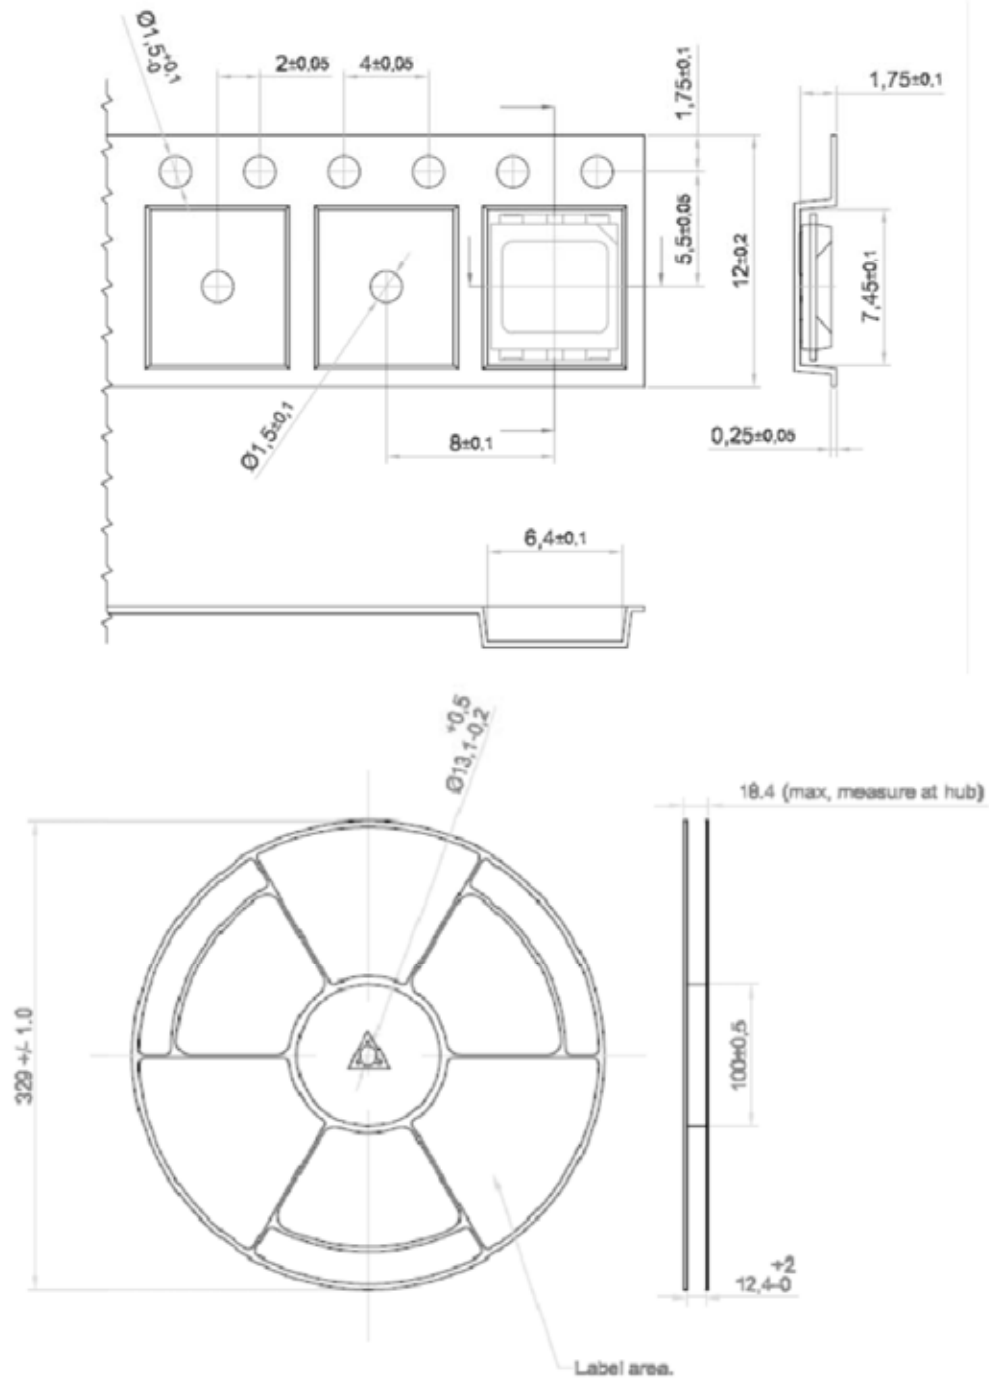 Ø1,5+0,1
-0
2±0,05
4±0,05
1,75±0,1
1,75±0,1
5,5±0,05
12±0,2
7,45±0,1
Ø1,5±0,1
8±0,1
0,25±0,05
6,4±0,1
+0,5
Ø13,1-0,2
18.4 (max, measure at hub)
329 +/- 1.0
100±0,5
+2
12,4-0
Label area.